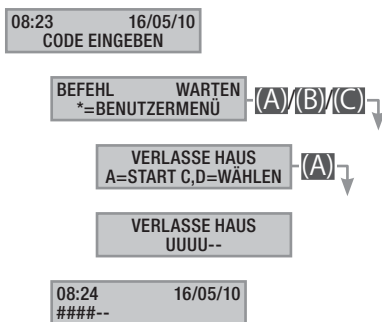 08:23 16/05/10
CODE EINGEBEN
BEFEHL WARTEN
*=BENUTZERMENÜ
(A)/(B)/(C)
VERLASSE HAUS
A=START C,D=WÄHLEN
(A)
VERLASSE HAUS
UUUU--
08:24 16/05/10
####--